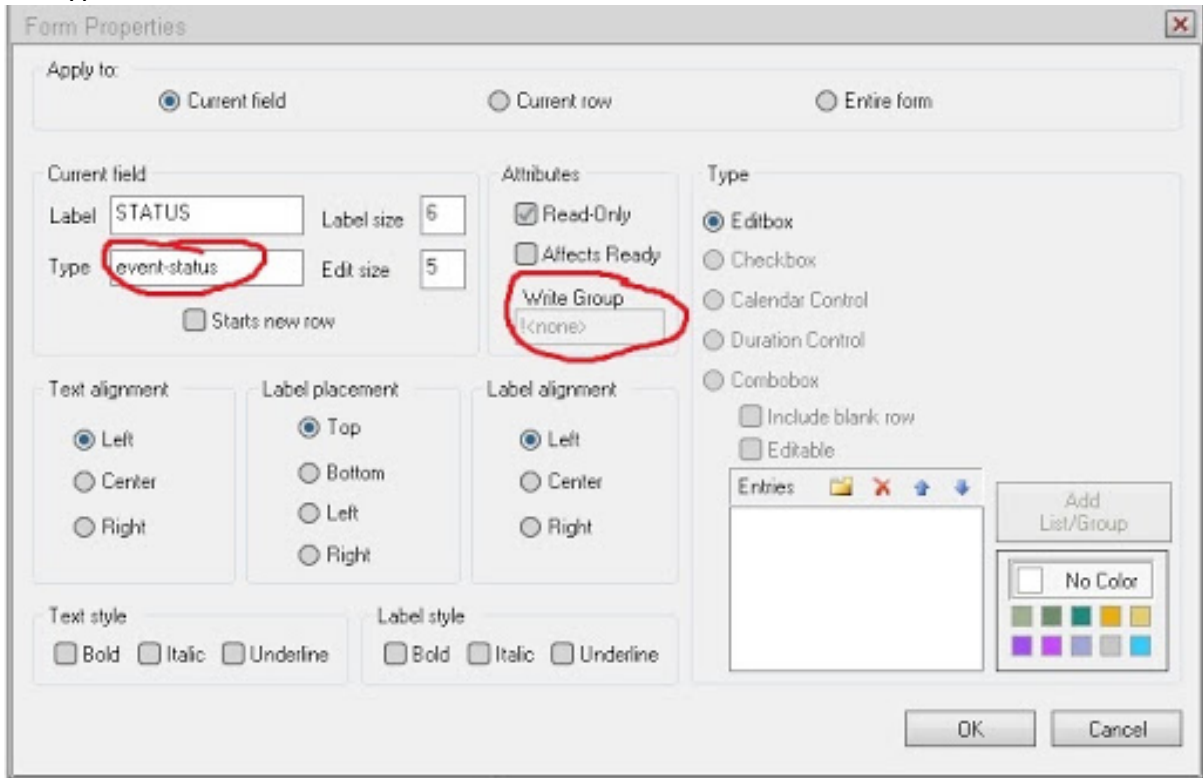 Form Properties
Apply to:
Current field Current row Entire form
Current field
Label STATUS Label size 6
Type event-status Edit size 5
Starts new row
Attributes
Read-Only
Affects Ready
Write Group
!<none>
Type
Editbox
Checkbox
Calendar Control
Duration Control
Combobox
Include blank row
Editable
Entries
Add
List/Group
No Color
Text alignment
Left
Center
Right
Label placement
Top
Bottom
Left
Right
Label alignment
Left
Center
Right
Text style
Bold Italic Underline
Label style
Bold Italic Underline
OK Cancel